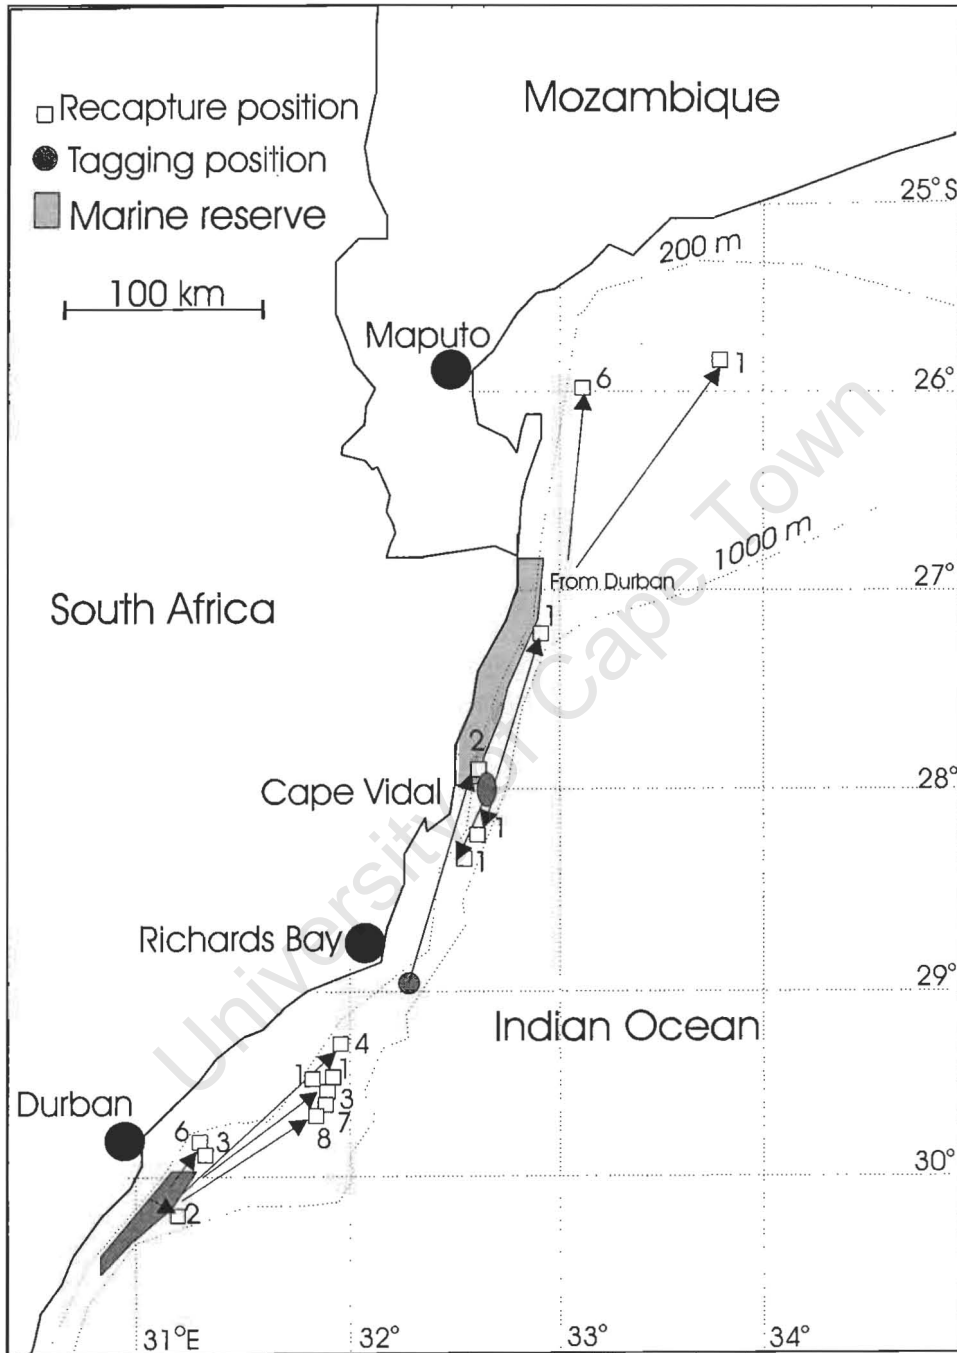 Mozambique
Recapture position
Tagging position
Marine reserve
25° S
200 m
100 km
Maputo
1
6
26°
1000 m
From Durban
27°
South Africa
1
2
Cape Vidal
28°
1
1
Richards Bay
29°
Indian Ocean
4
1
1
3
7
8
Durban
6
3
30°
2
31°E
32°
33°
34°
University of Cape Town